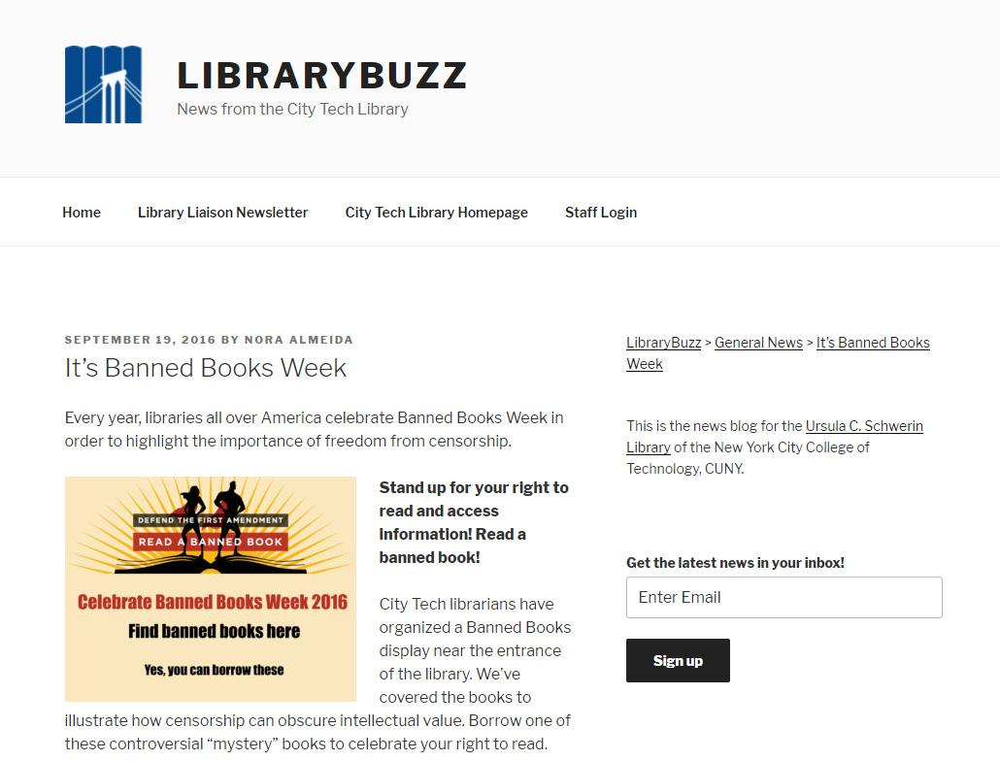 LIBRARYBUZZ
News from the City Tech Library
Home
Library Liaison Newsletter
City Tech Library Homepage
Staff Login
SEPTEMBER 19, 2016 BY NORA ALMEIDA
It’s Banned Books Week
Every year, libraries all over America celebrate Banned Books Week in
order to highlight the importance of freedom from censorship.
DEFEND THE FIRST AMENDMENT
READ A BANNED BOOK
Celebrate Banned Books Week 2016
Find banned books here
Yes, you can borrow these
Stand up for your right to
read and access
information! Read a
banned book!
City Tech librarians have
organized a Banned Books
display near the entrance
of the library. We’ve
covered the books to
illustrate how censorship can obscure intellectual value. Borrow one of
these controversial “mystery” books to celebrate your right to read.
LibraryBuzz > General News > It’s Banned Books
Week
This is the news blog for the Ursula C. Schwerin
Library of the New York City College of
Technology, CUNY.
Get the latest news in your inbox!
Enter Email
Sign up